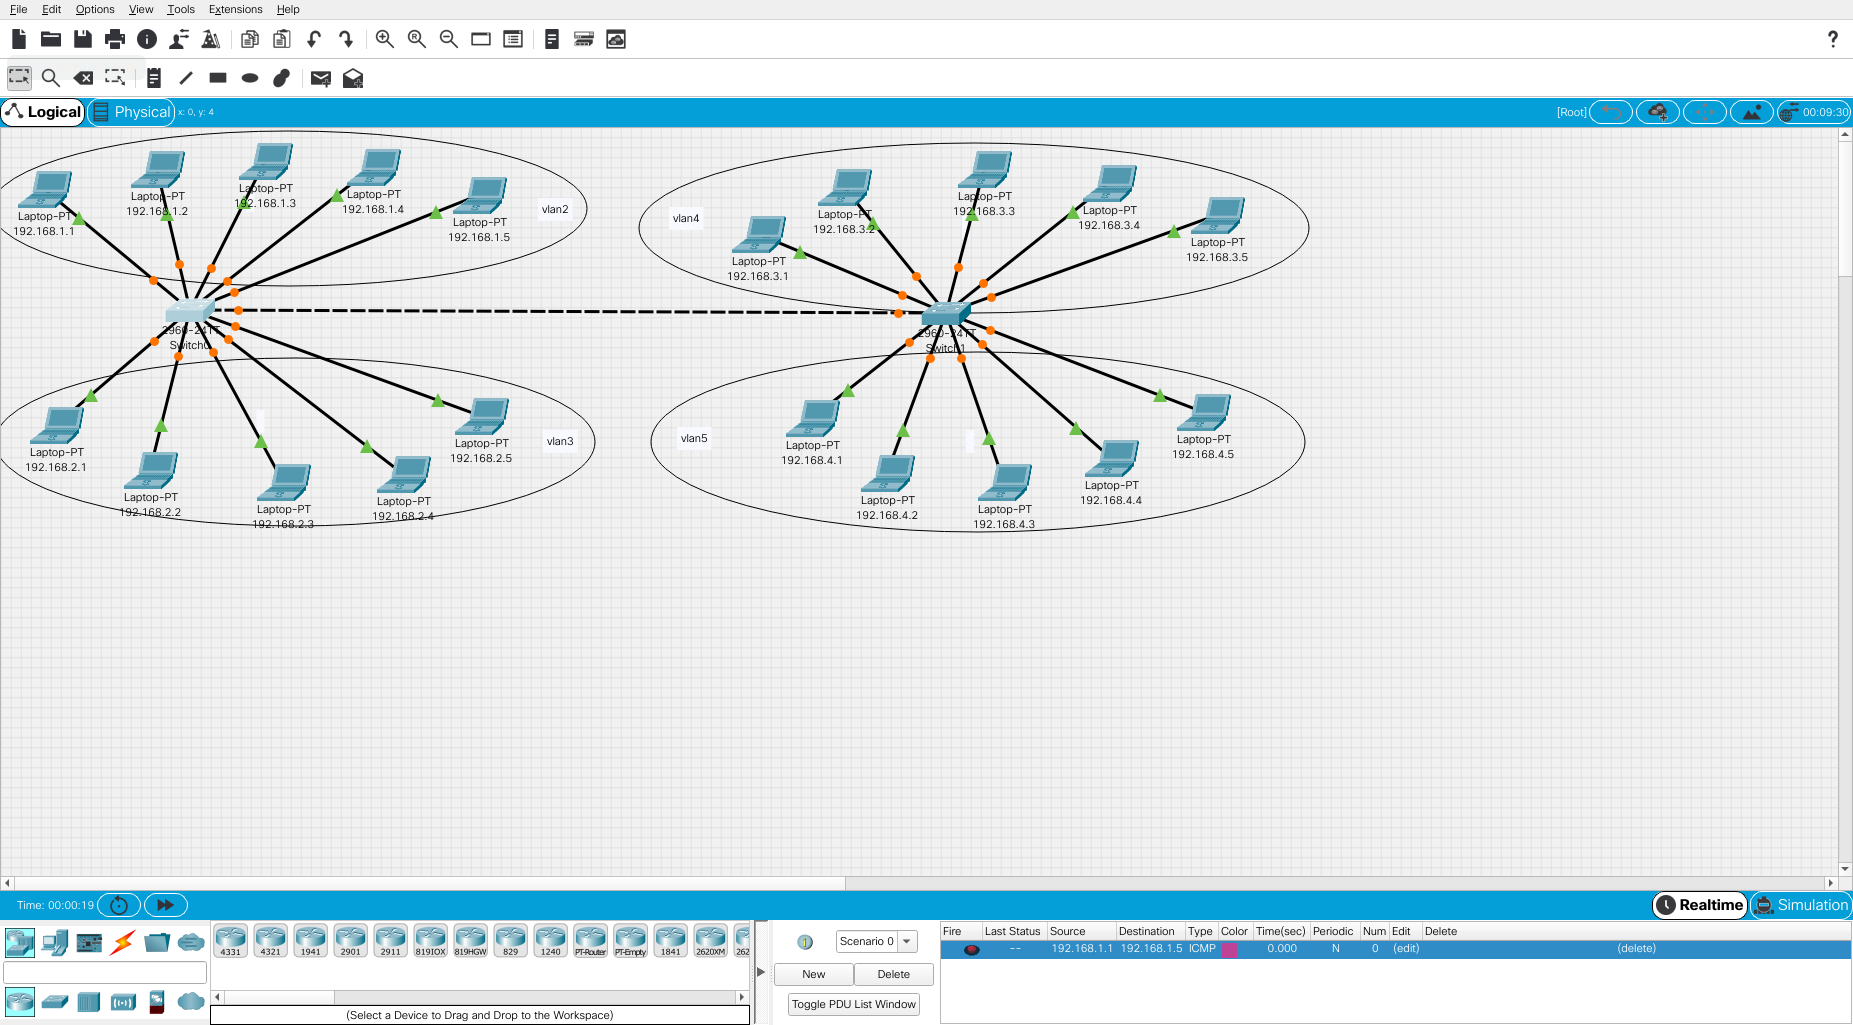 File Edit Options View Tools Extensions Help
?
Logical Physical x: 0, y: 4 [Root] 00:09:30
Laptop-PT
192.168.1.1
Laptop-PT
192.168.1.2
Laptop-PT
192.168.1.3
Laptop-PT
192.168.1.4
Laptop-PT
192.168.1.5
vlan2
vlan4
Laptop-PT
192.168.3.1
Laptop-PT
192.168.3.2
Laptop-PT
192.168.3.3
Laptop-PT
192.168.3.4
Laptop-PT
192.168.3.5
2960-24TT
Switch0
2960-24TT
Switch1
Laptop-PT
192.168.2.1
Laptop-PT
192.168.2.2
Laptop-PT
192.168.2.3
Laptop-PT
192.168.2.4
Laptop-PT
192.168.2.5
vlan3
vlan5
Laptop-PT
192.168.4.1
Laptop-PT
192.168.4.2
Laptop-PT
192.168.4.3
Laptop-PT
192.168.4.4
Laptop-PT
192.168.4.5
Time: 00:00:19 Realtime Simulation
4331 4321 1941 2901 2911 819IOX 819HGW 829 1240 PT-Router PT-Empty 1841 2620XM 262
(Select a Device to Drag and Drop to the Workspace)
Scenario 0
New Delete
Toggle PDU List Window
Fire Last Status Source Destination Type Color Time(sec) Periodic Num Edit Delete
-- 192.168.1.1 192.168.1.5 ICMP 0.000 N 0 (edit) (delete)